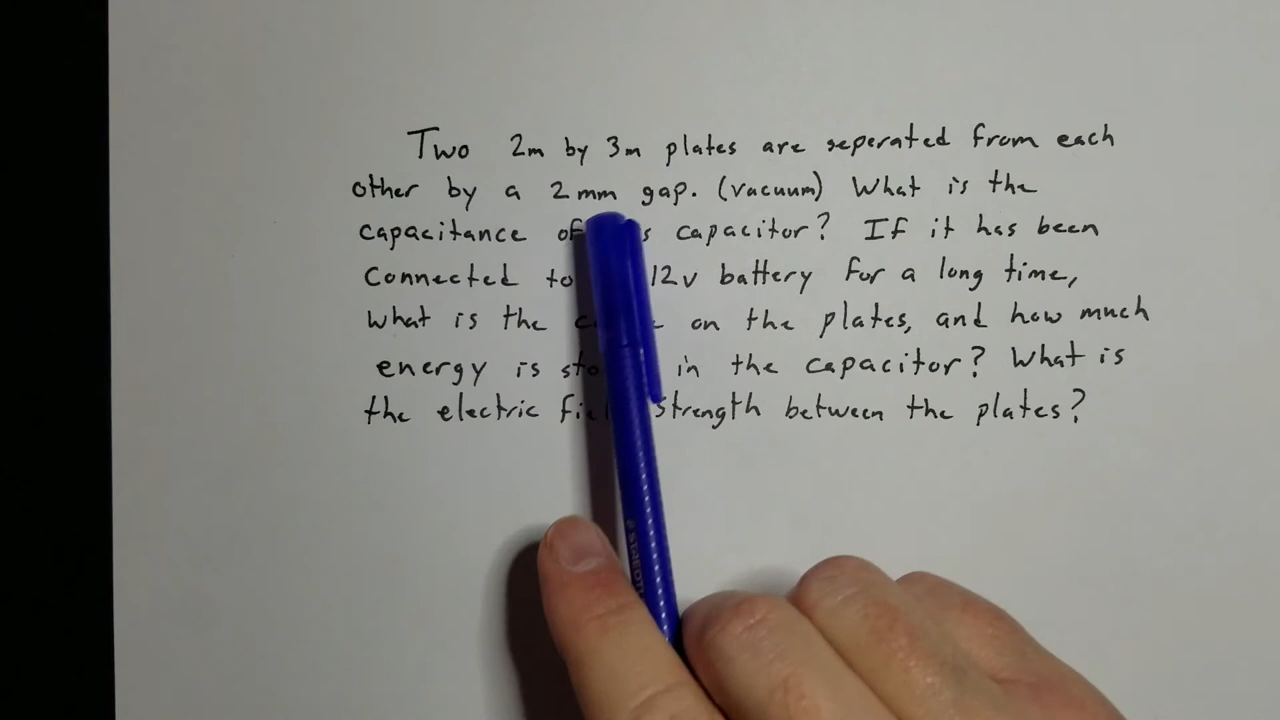 Two 2m by 3m plates are seperated from each
other by a 2mm gap. (vacuum) What is the
capacitance of capacitor? If it has been
connected to 12v battery for a long time,
what is the on the plates, and how much
energy is in the capacitor? What is
the electric strength between the plates?